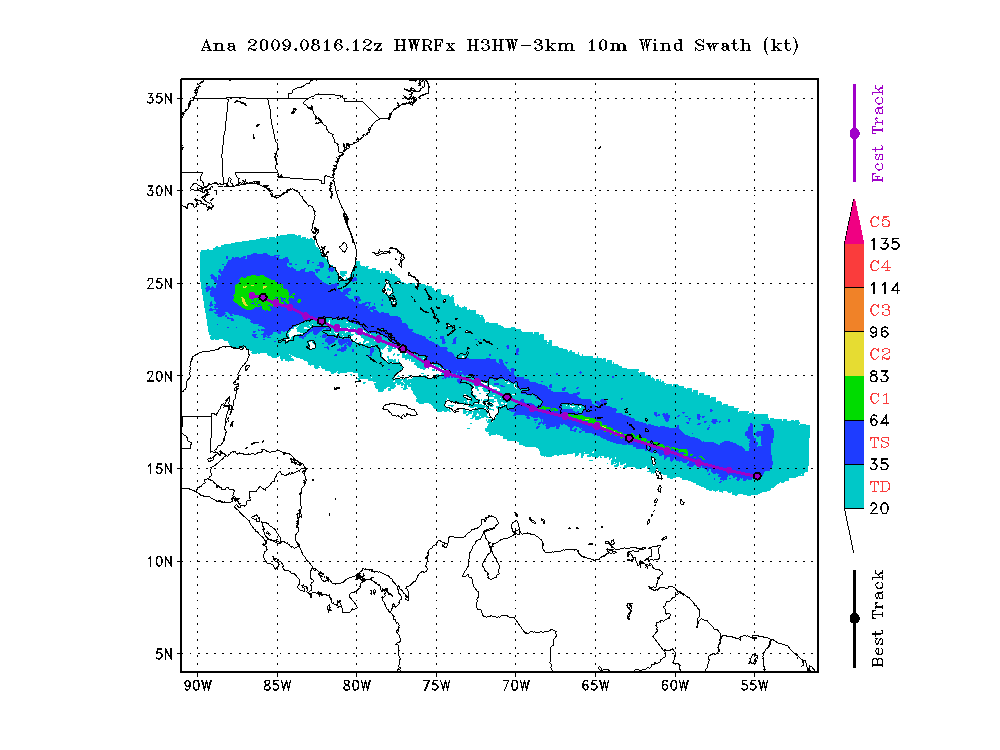 Ana 2009.0816.12z HWRFx H3HW-3km 10m Wind Swath (kt)
35N
30N
25N
20N
15N
10N
5N
90W 85W 80W 75W 70W 65W 60W 55W
Fcst Track
C5
135
C4
114
C3
96
C2
83
C1
64
TS
35
TD
20
Best Track